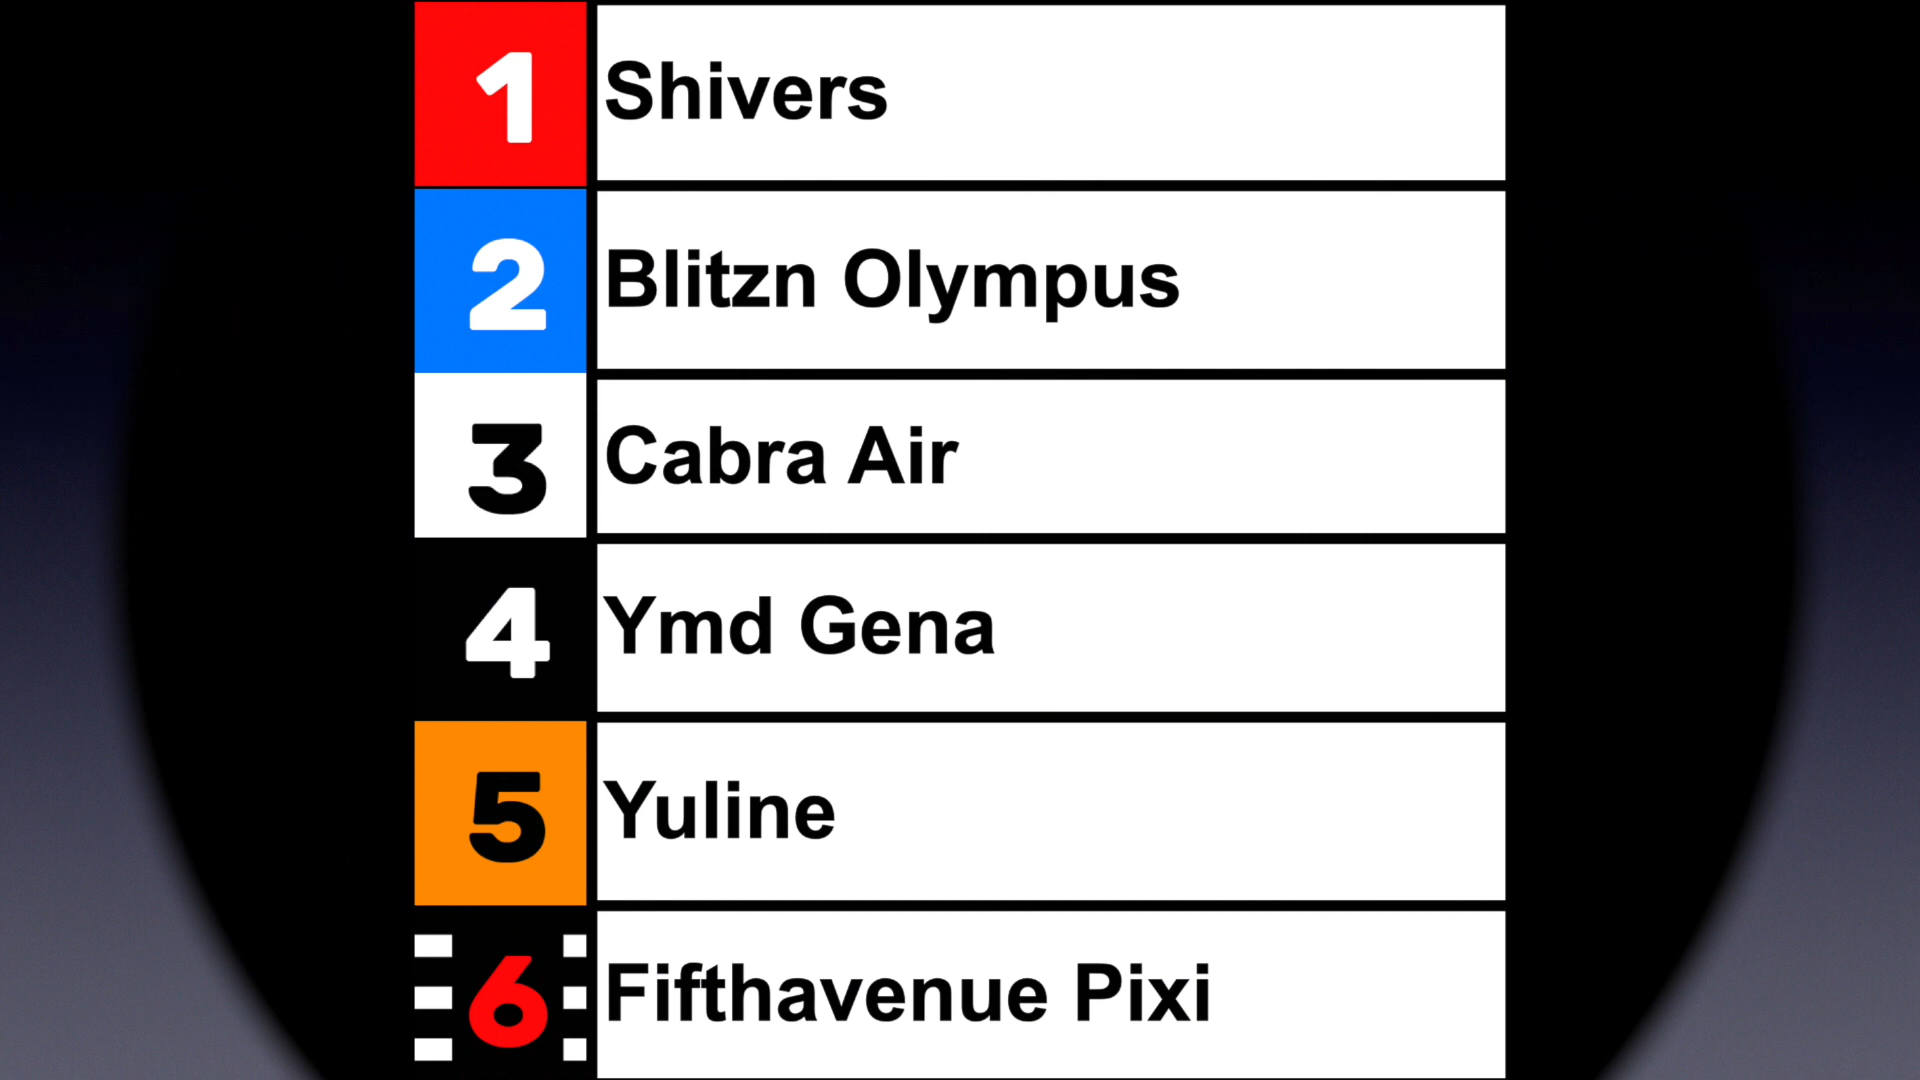 1 Shivers
2 Blitzn Olympus
3 Cabra Air
4 Ymd Gena
5 Yuline
6 Fifthavenue Pixi